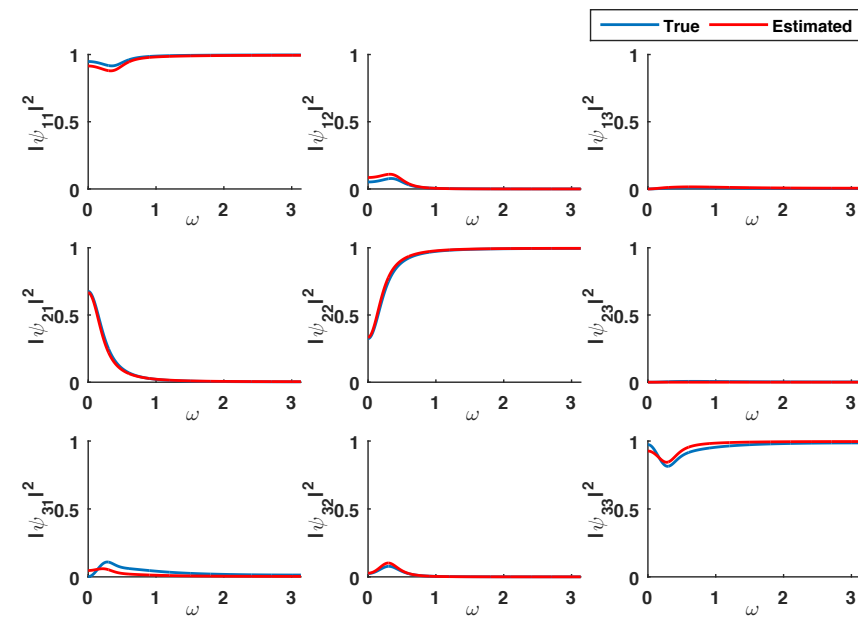 True Estimated
|ψ11|^2 1 0.5 0 0 1 2 3 ω
|ψ12|^2 1 0.5 0 0 1 2 3 ω
|ψ13|^2 1 0.5 0 0 1 2 3 ω
|ψ21|^2 1 0.5 0 0 1 2 3 ω
|ψ22|^2 1 0.5 0 0 1 2 3 ω
|ψ23|^2 1 0.5 0 0 1 2 3 ω
|ψ31|^2 1 0.5 0 0 1 2 3 ω
|ψ32|^2 1 0.5 0 0 1 2 3 ω
|ψ33|^2 1 0.5 0 0 1 2 3 ω